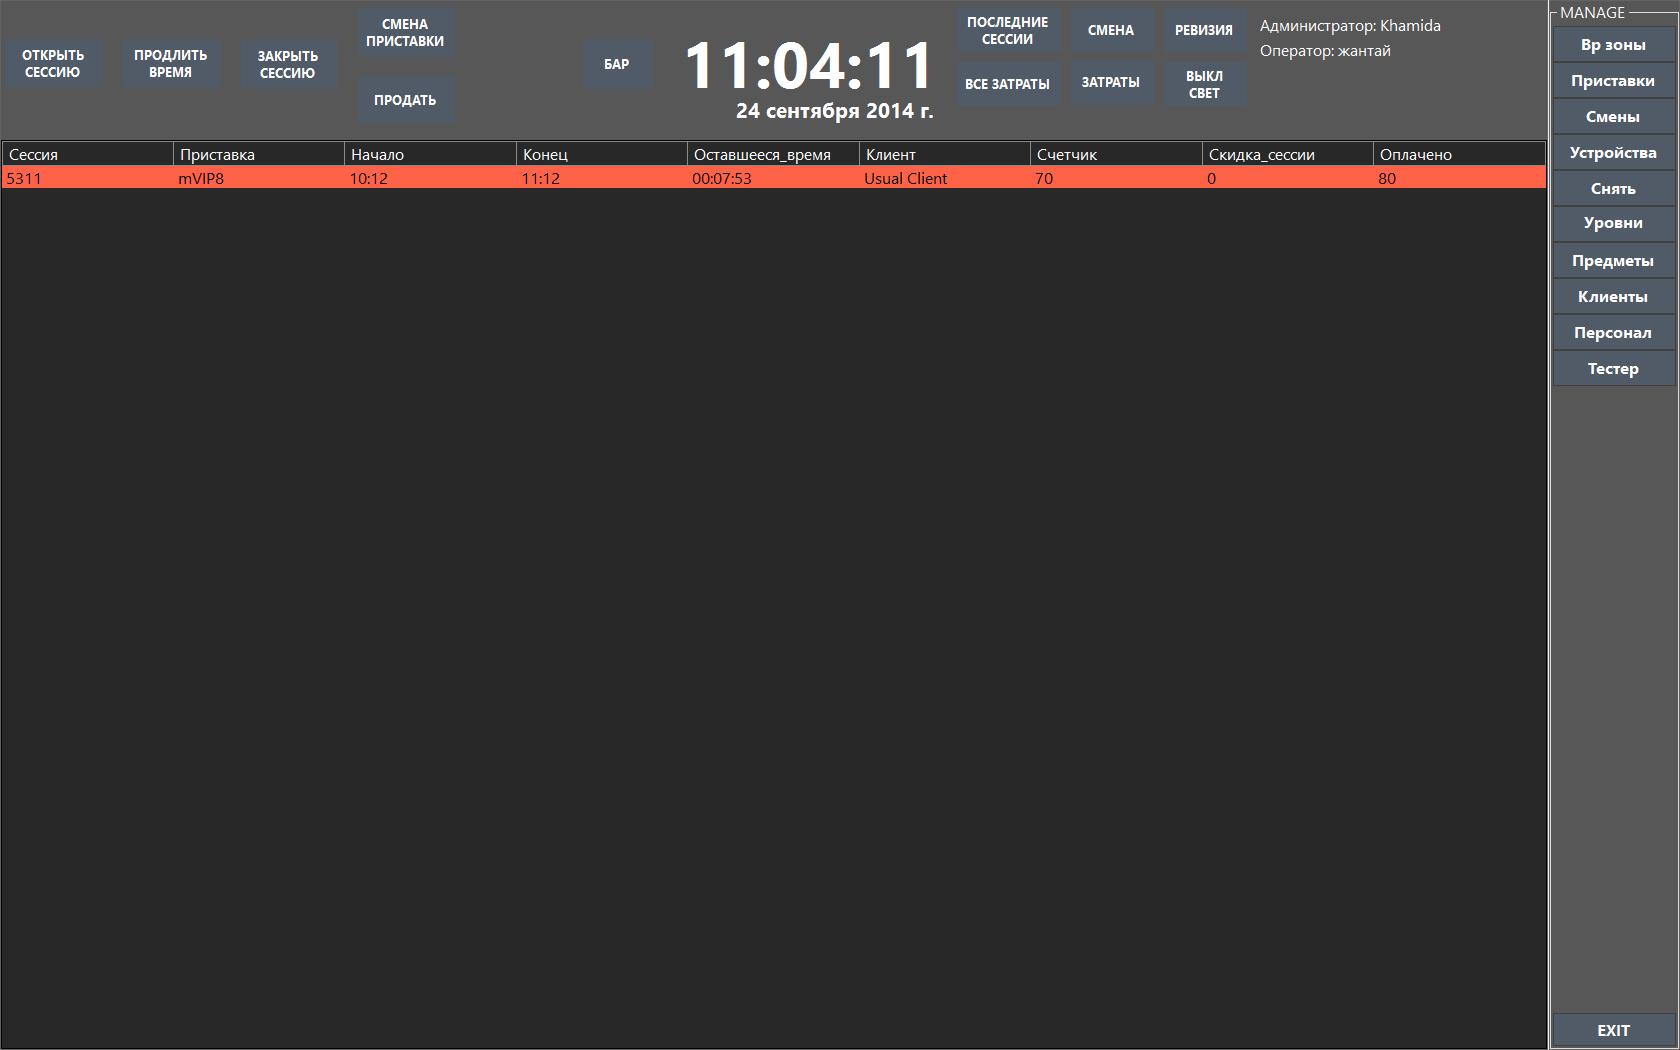 ОТКРЫТЬ
СЕССИЮ
ПРОДЛИТЬ
ВРЕМЯ
ЗАКРЫТЬ
СЕССИЮ
СМЕНА
ПРИСТАВКИ
ПРОДАТЬ
БАР
11:04:11
24 сентября 2014 г.
ПОСЛЕДНИЕ
СЕССИИ
СМЕНА
РЕВИЗИЯ
ВСЕ ЗАТРАТЫ
ЗАТРАТЫ
ВЫКЛ
СВЕТ
Администратор: Khamida
Оператор: жантай
Сессия Приставка Начало Конец Оставшееся_время Клиент Счетчик Скидка_сессии Оплачено
5311 mVIP8 10:12 11:12 00:07:53 Usual Client 70 0 80
MANAGE
Вр зоны
Приставки
Смены
Устройства
Снять
Уровни
Предметы
Клиенты
Персонал
Тестер
EXIT